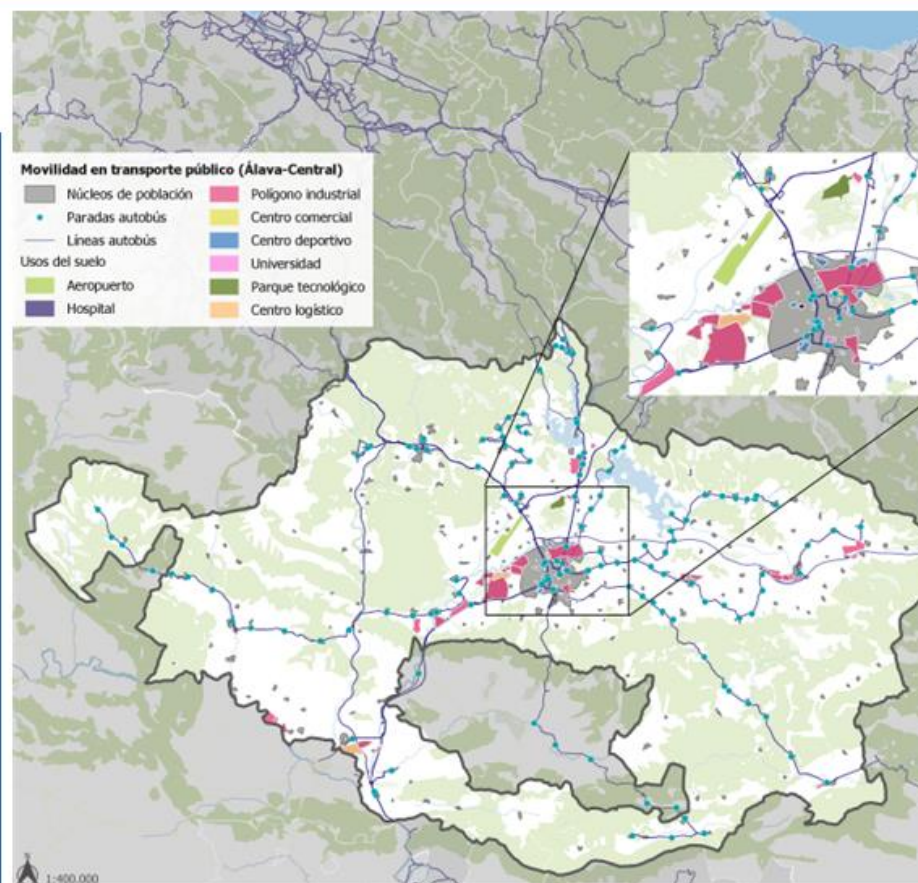 Movilidad en transporte público (Álava-Central)
Núcleos de población
Paradas autobús
Líneas autobús
Usos del suelo
Aeropuerto
Hospital
Polígono industrial
Centro comercial
Centro deportivo
Universidad
Parque tecnológico
Centro logístico
1:400.000